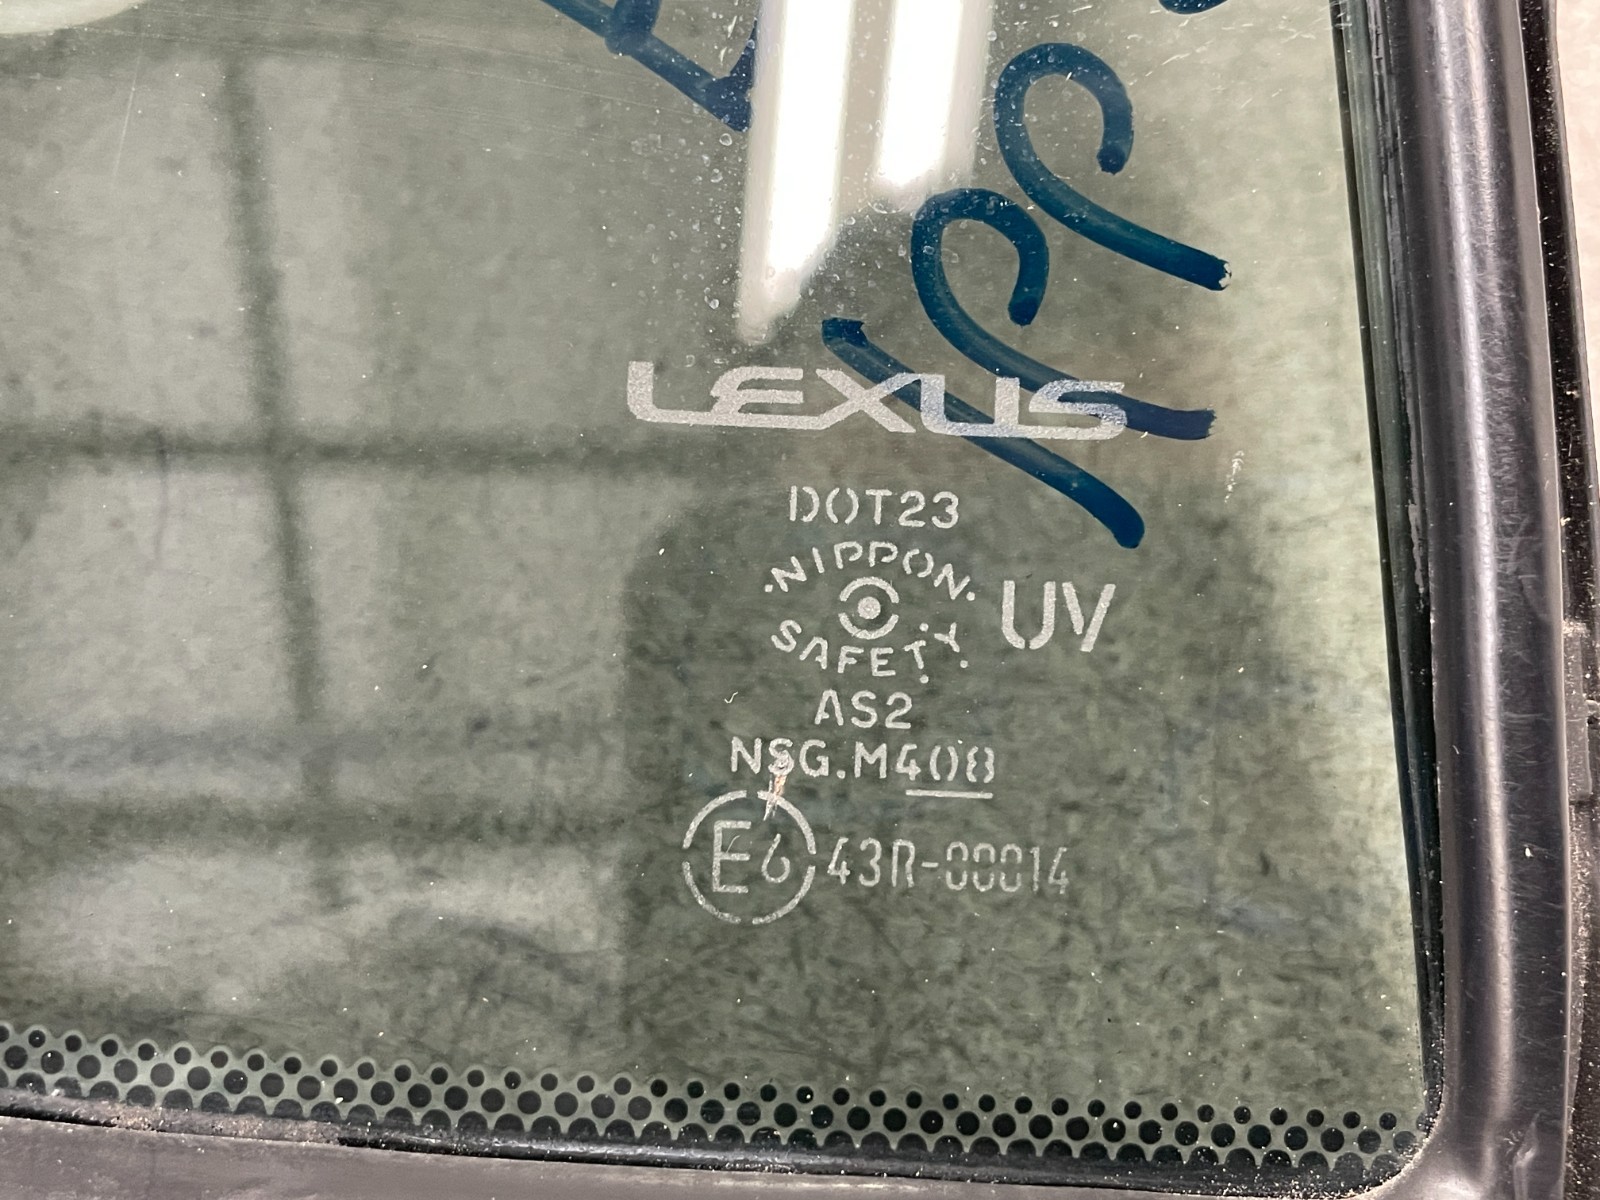 LEXUS
DOT23
NIPPON
SAFETY
UV
AS2
NSG.M408
E6 43R-00014